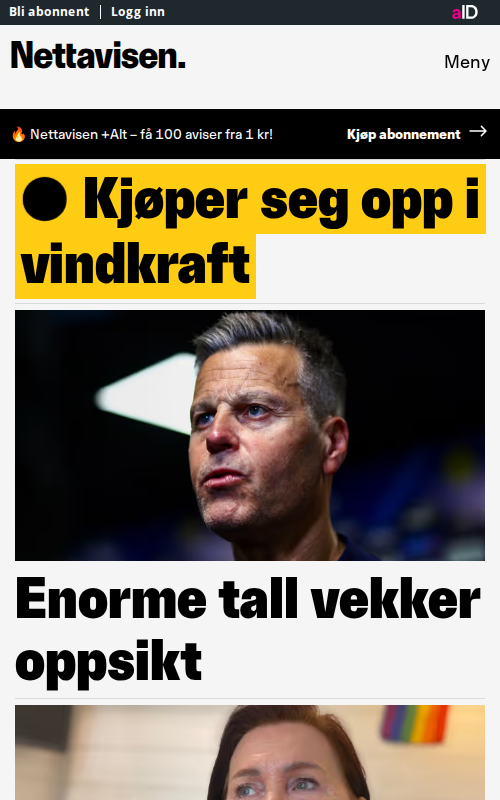 Bli abonnent | Logg inn
aID
Nettavisen.
Meny
🔥 Nettavisen +Alt – få 100 aviser fra 1 kr!
Kjøp abonnement →
● Kjøper seg opp i
vindkraft
Enorme tall vekker
oppsikt